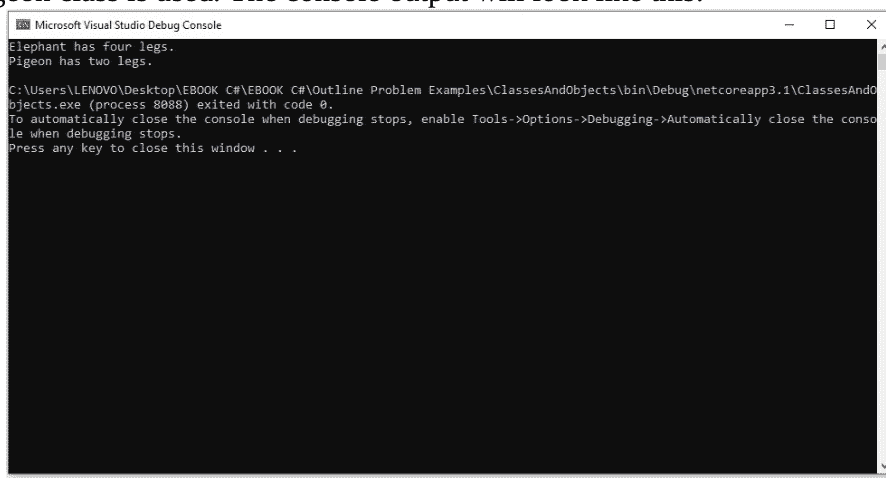 class is used. The console output will look like this:
Microsoft Visual Studio Debug Console
Elephant has four legs.
Pigeon has two legs.
C:\Users\LENOVO\Desktop\EBOOK C#\EBOOK C#\Outline Problem Examples\ClassesAndObjects\bin\Debug\netcoreapp3.1\ClassesAndO
bjects.exe (process 8088) exited with code 0.
To automatically close the console when debugging stops, enable Tools->Options->Debugging->Automatically close the conso
le when debugging stops.
Press any key to close this window . . .